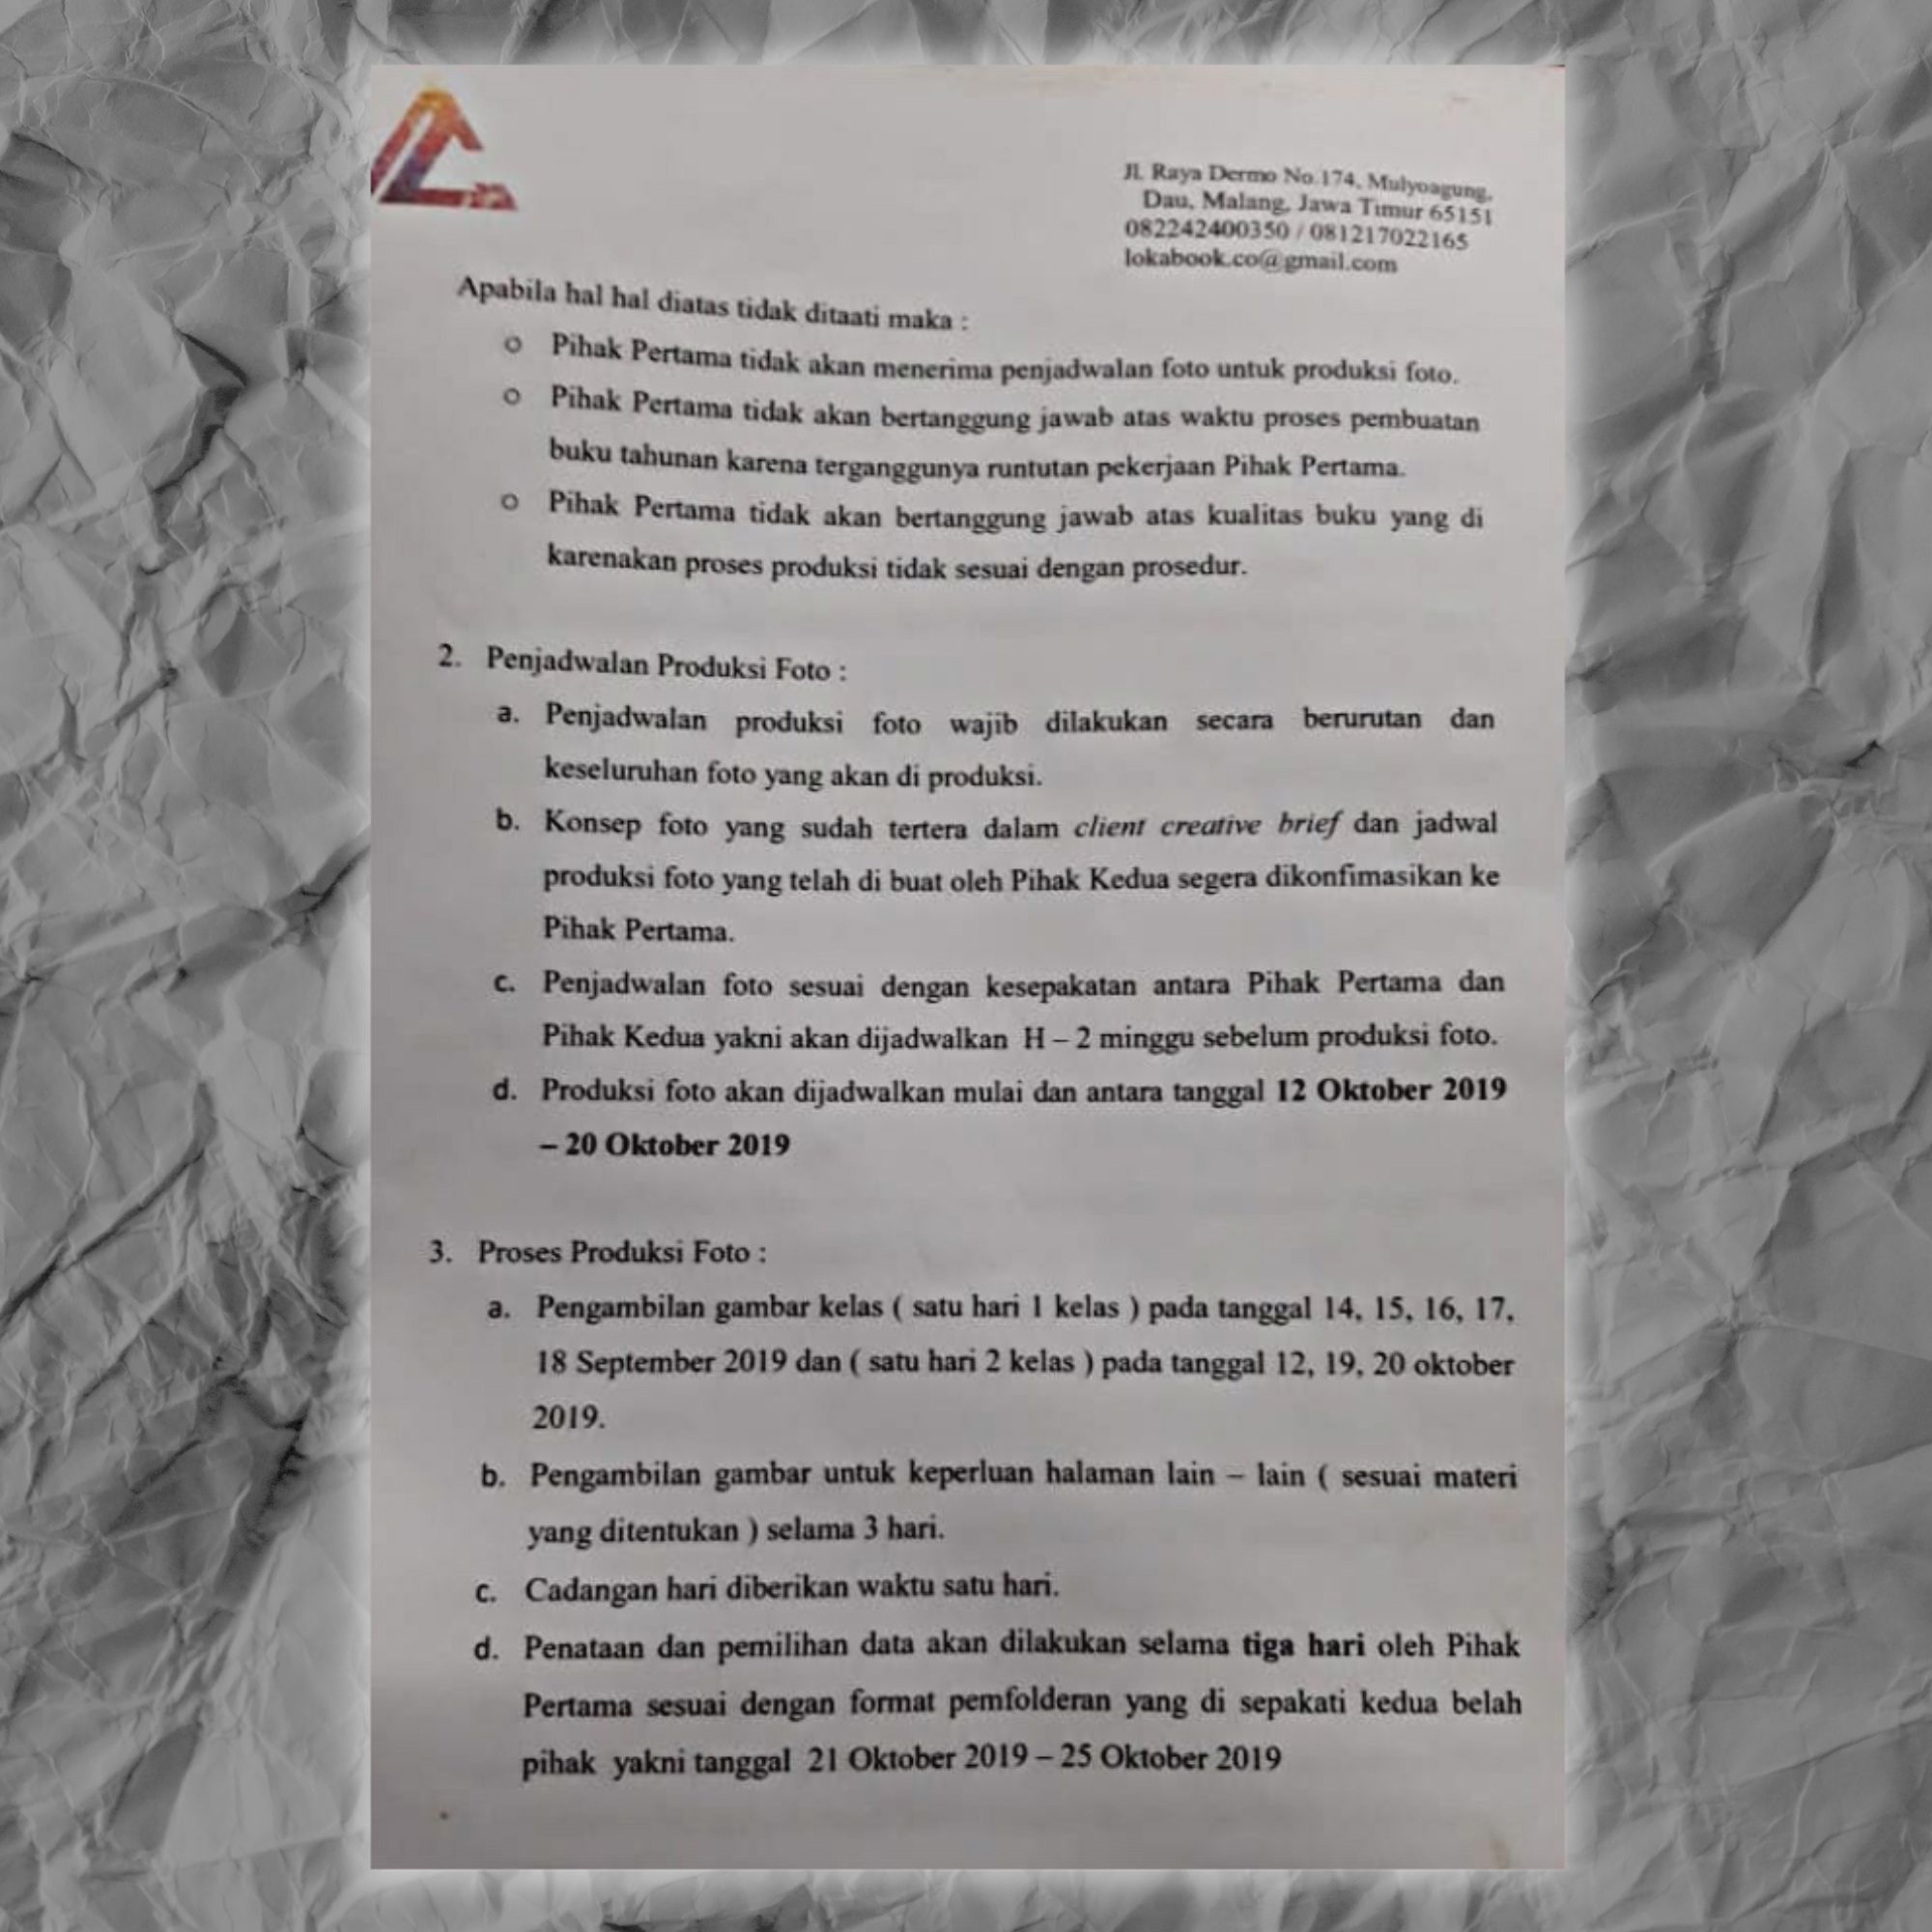 Jl. Raya Dermo No.174, Mulyoagung,
Dau, Malang, Jawa Timur 65151
082242400350 / 081217022165
lokabook.co@gmail.com
Apabila hal hal diatas tidak ditaati maka :
o Pihak Pertama tidak akan menerima penjadwalan foto untuk produksi foto.
o Pihak Pertama tidak akan bertanggung jawab atas waktu proses pembuatan
buku tahunan karena terganggunya runtutan pekerjaan Pihak Pertama.
o Pihak Pertama tidak akan bertanggung jawab atas kualitas buku yang di
karenakan proses produksi tidak sesuai dengan prosedur.
2. Penjadwalan Produksi Foto :
a. Penjadwalan produksi foto wajib dilakukan secara berurutan dan
keseluruhan foto yang akan di produksi.
b. Konsep foto yang sudah tertera dalam client creative brief dan jadwal
produksi foto yang telah di buat oleh Pihak Kedua segera dikonfimasikan ke
Pihak Pertama.
c. Penjadwalan foto sesuai dengan kesepakatan antara Pihak Pertama dan
Pihak Kedua yakni akan dijadwalkan H – 2 minggu sebelum produksi foto.
d. Produksi foto akan dijadwalkan mulai dan antara tanggal 12 Oktober 2019
– 20 Oktober 2019
3. Proses Produksi Foto :
a. Pengambilan gambar kelas ( satu hari 1 kelas ) pada tanggal 14, 15, 16, 17,
18 September 2019 dan ( satu hari 2 kelas ) pada tanggal 12, 19, 20 oktober
2019.
b. Pengambilan gambar untuk keperluan halaman lain – lain ( sesuai materi
yang ditentukan ) selama 3 hari.
c. Cadangan hari diberikan waktu satu hari.
d. Penataan dan pemilihan data akan dilakukan selama tiga hari oleh Pihak
Pertama sesuai dengan format pemfolderan yang di sepakati kedua belah
pihak yakni tanggal 21 Oktober 2019 – 25 Oktober 2019